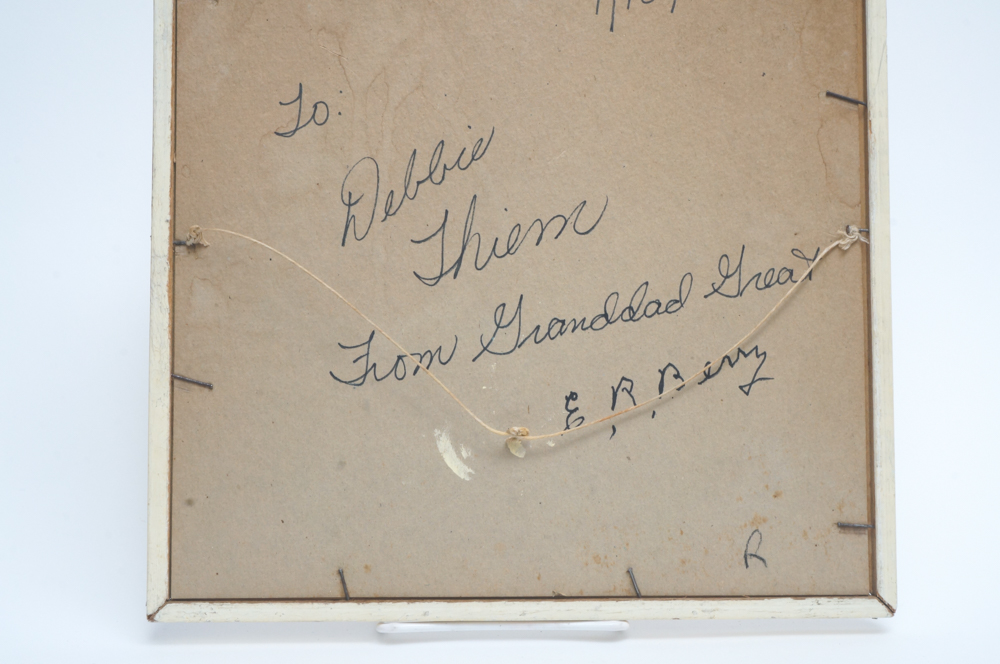 To:
Debbie
Thiem
From Granddad Great
E, R, Berry
R